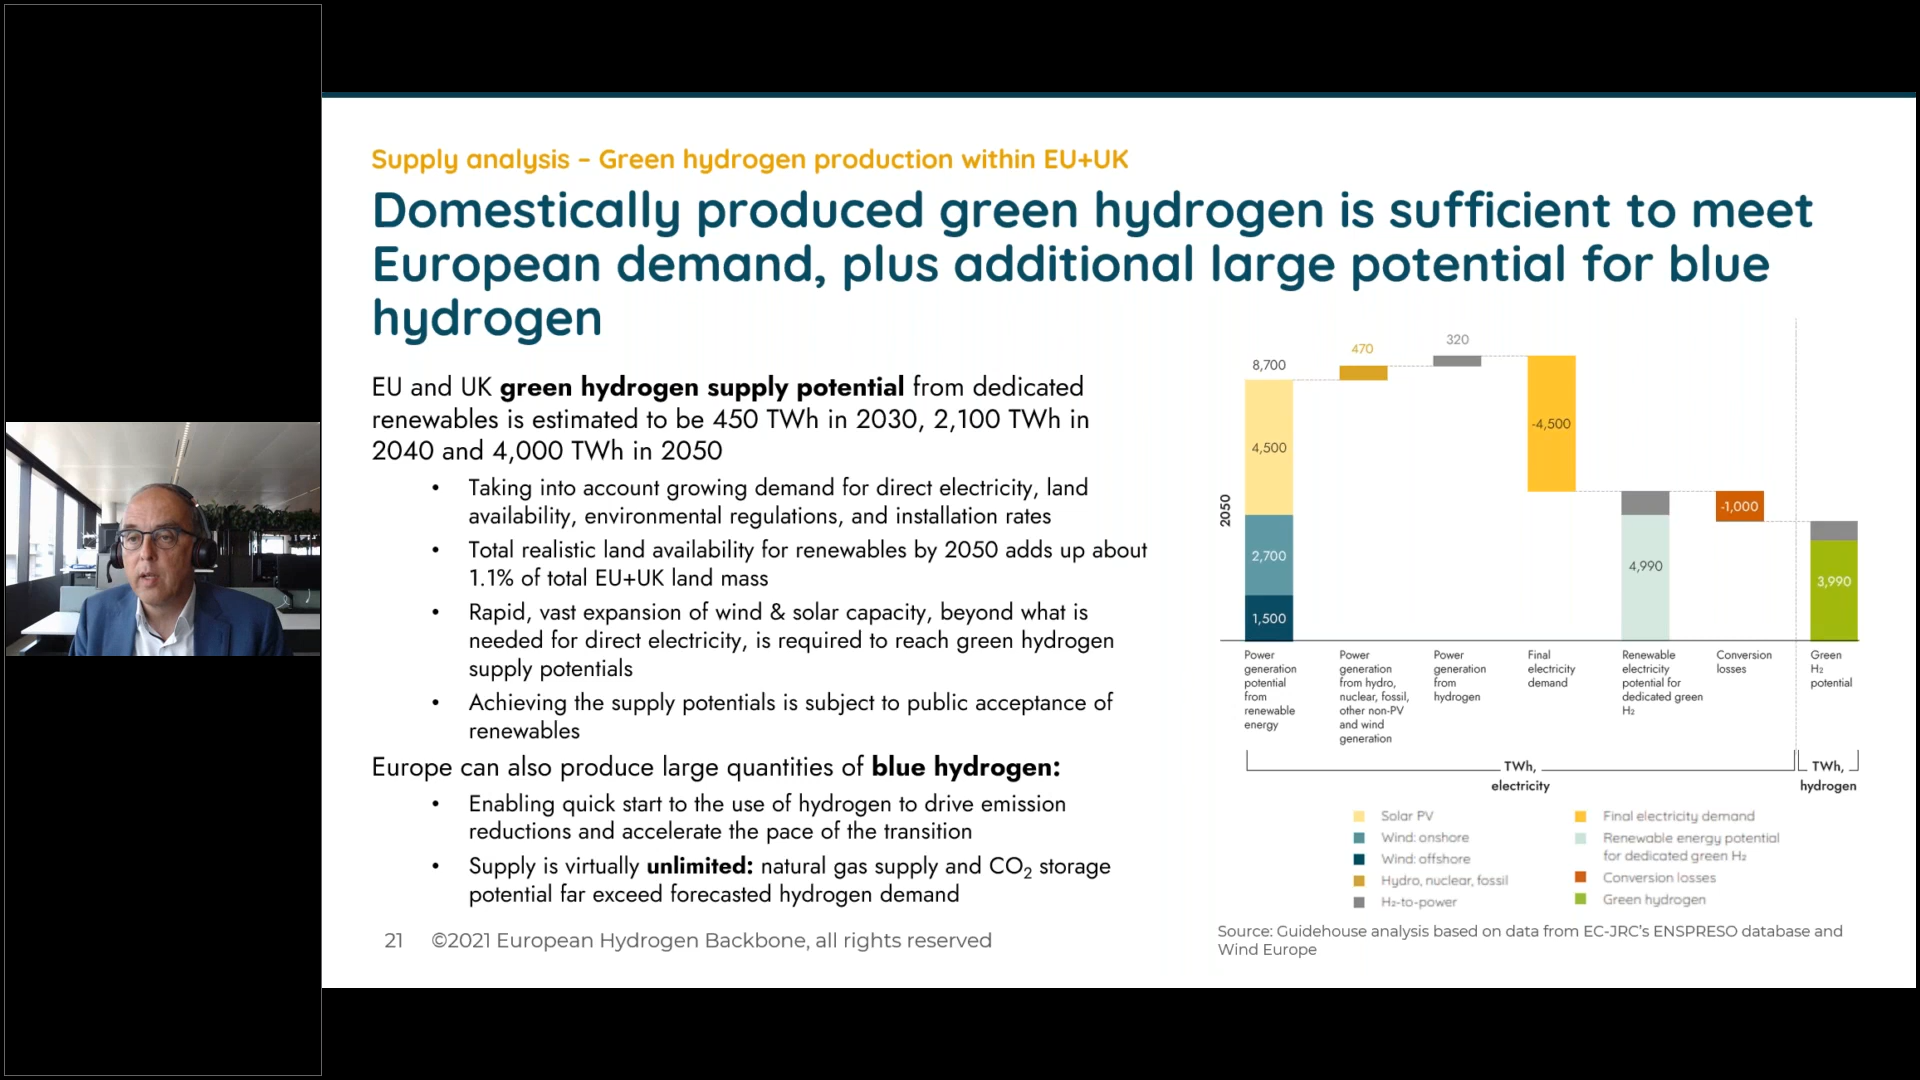 Supply analysis – Green hydrogen production within EU+UK
Domestically produced green hydrogen is sufficient to meet
European demand, plus additional large potential for blue
hydrogen
EU and UK green hydrogen supply potential from dedicated
renewables is estimated to be 450 TWh in 2030, 2,100 TWh in
2040 and 4,000 TWh in 2050
• Taking into account growing demand for direct electricity, land
availability, environmental regulations, and installation rates
• Total realistic land availability for renewables by 2050 adds up about
1.1% of total EU+UK land mass
• Rapid, vast expansion of wind & solar capacity, beyond what is
needed for direct electricity, is required to reach green hydrogen
supply potentials
• Achieving the supply potentials is subject to public acceptance of
renewables
Europe can also produce large quantities of blue hydrogen:
• Enabling quick start to the use of hydrogen to drive emission
reductions and accelerate the pace of the transition
• Supply is virtually unlimited: natural gas supply and CO₂ storage
potential far exceed forecasted hydrogen demand
21 ©2021 European Hydrogen Backbone, all rights reserved
2050
8,700
4,500
2,700
1,500
470
320
-4,500
4,990
-1,000
3,990
Power
generation
potential
from
renewable
energy
Power
generation
from hydro,
nuclear, fossil,
other non-PV
and wind
generation
Power
generation
from
hydrogen
Final
electricity
demand
Renewable
electricity
potential for
dedicated green
H₂
Conversion
losses
Green
H₂
potential
TWh,
electricity
TWh,
hydrogen
Solar PV
Wind: onshore
Wind: offshore
Hydro, nuclear, fossil
H₂-to-power
Final electricity demand
Renewable energy potential
for dedicated green H₂
Conversion losses
Green hydrogen
Source: Guidehouse analysis based on data from EC-JRC’s ENSPRESO database and
Wind Europe